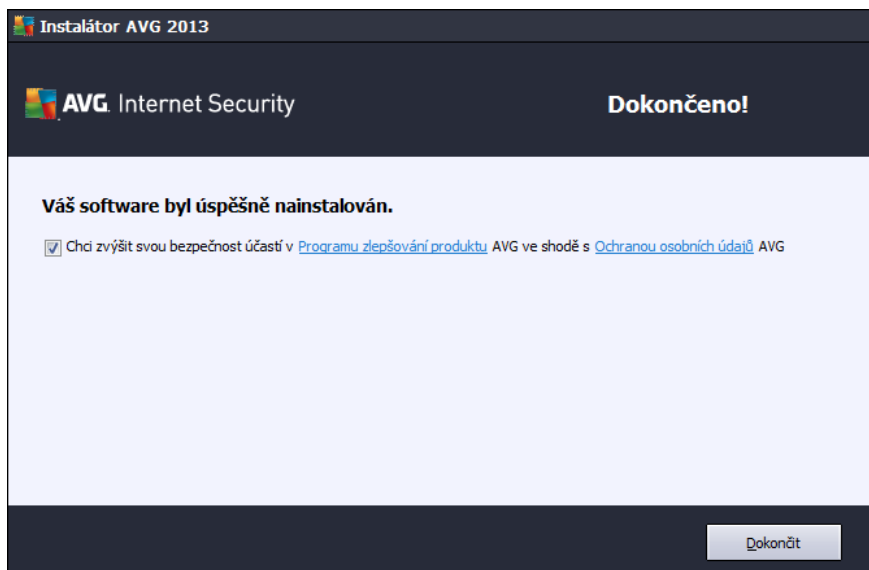 Instalátor AVG 2013
AVG. Internet Security
Dokončeno!
Váš software byl úspěšně nainstalován.
Chci zvýšit svou bezpečnost účastí v Programu zlepšování produktu AVG ve shodě s Ochranou osobních údajů AVG
Dokončit